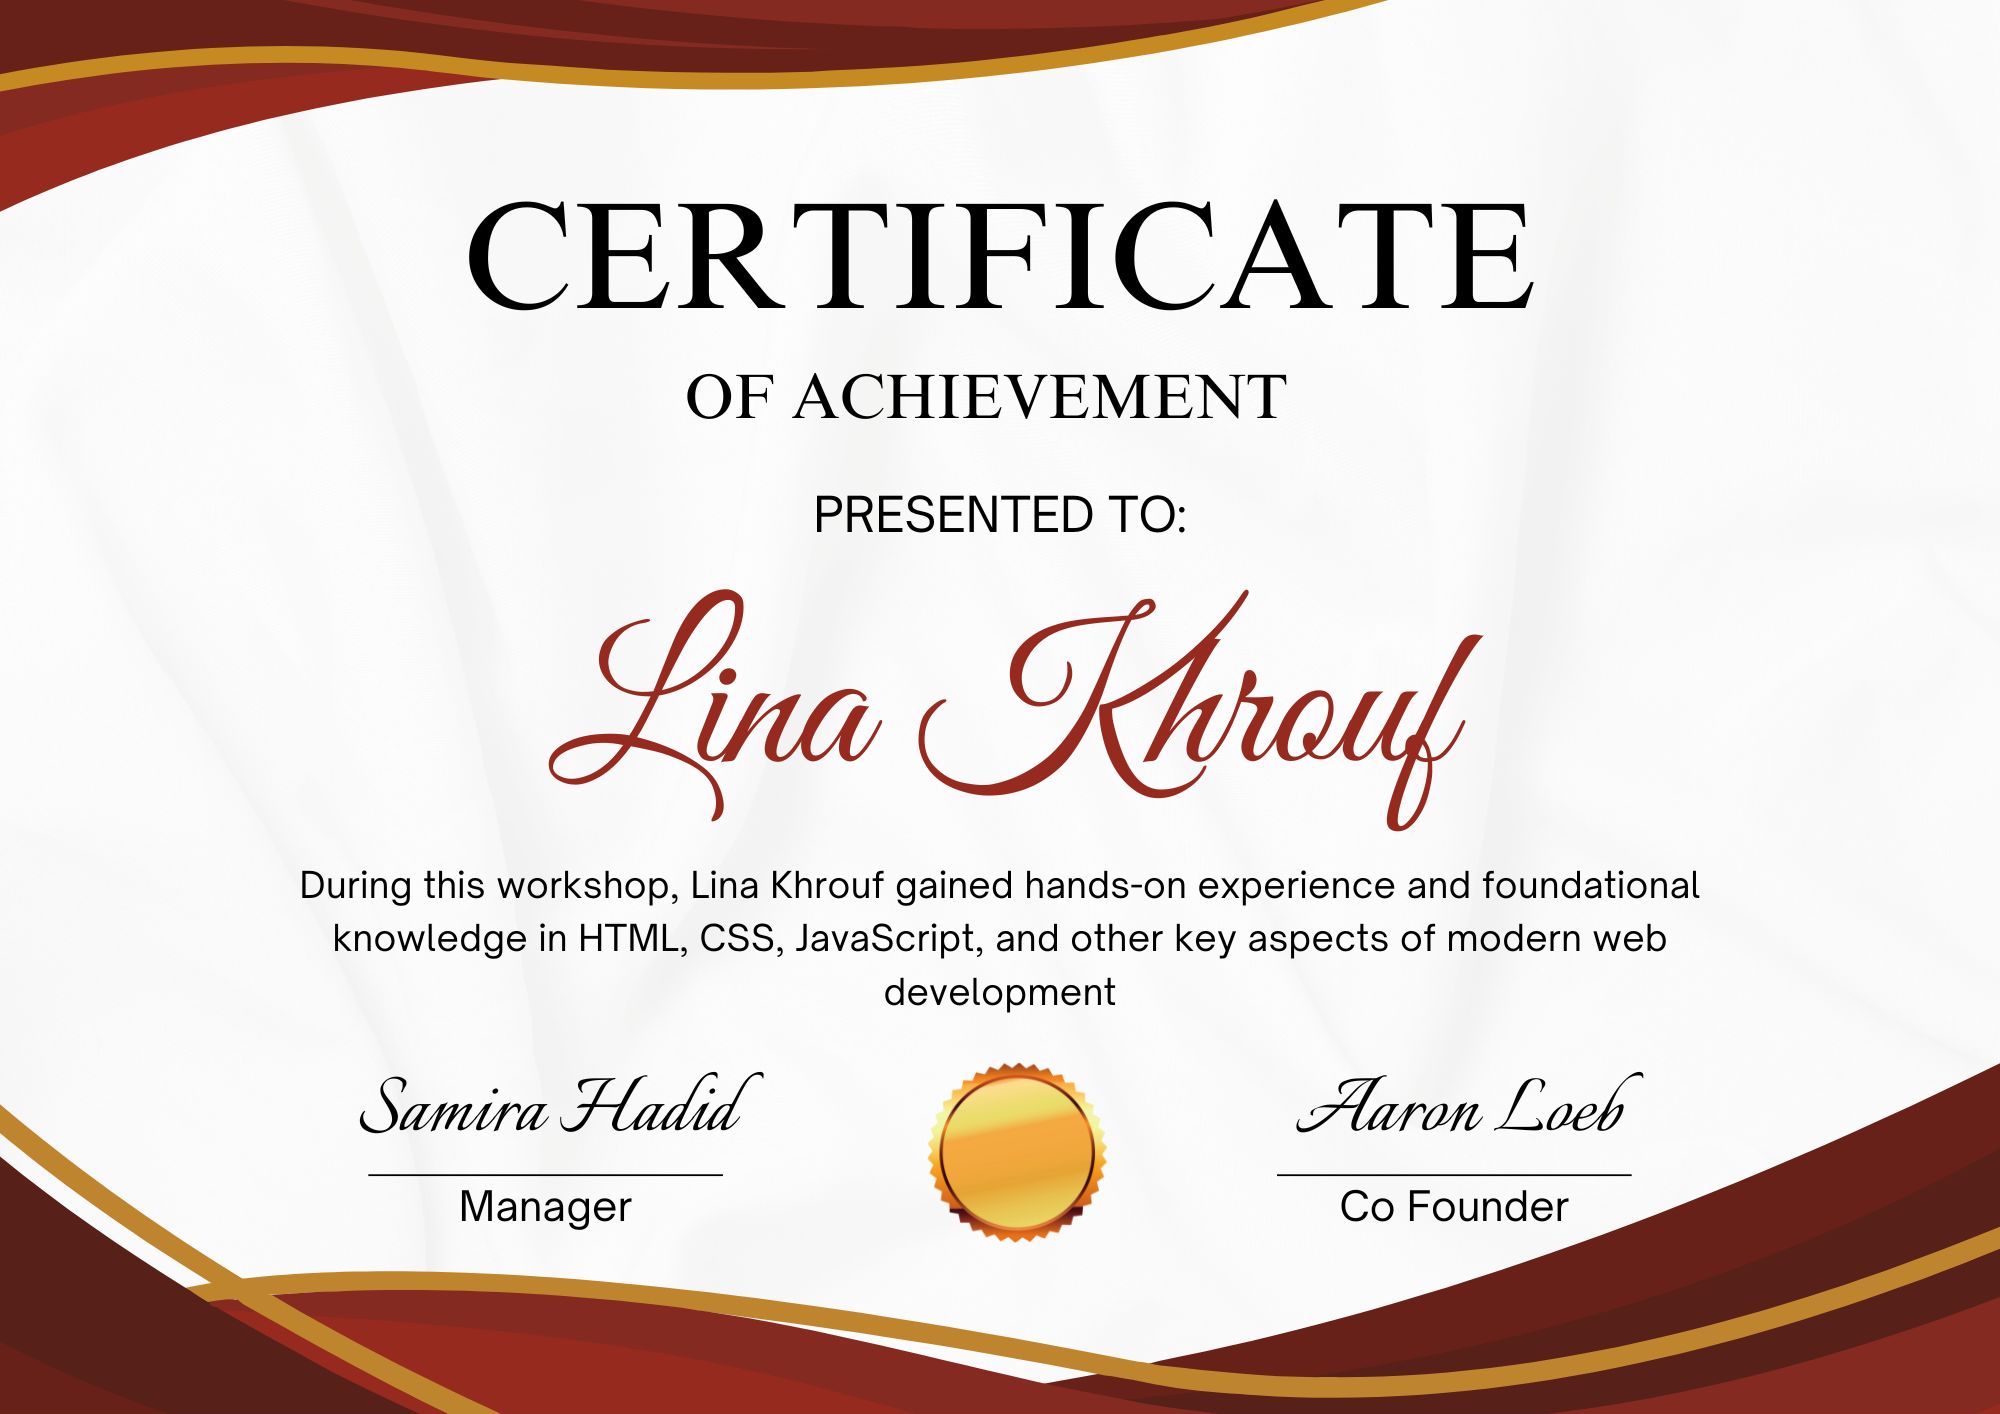 CERTIFICATE
OF ACHIEVEMENT
PRESENTED TO:
Lina Khrouf
During this workshop, Lina Khrouf gained hands-on experience and foundational
knowledge in HTML, CSS, JavaScript, and other key aspects of modern web
development
Samira Hadid
Manager
Aaron Loeb
Co Founder